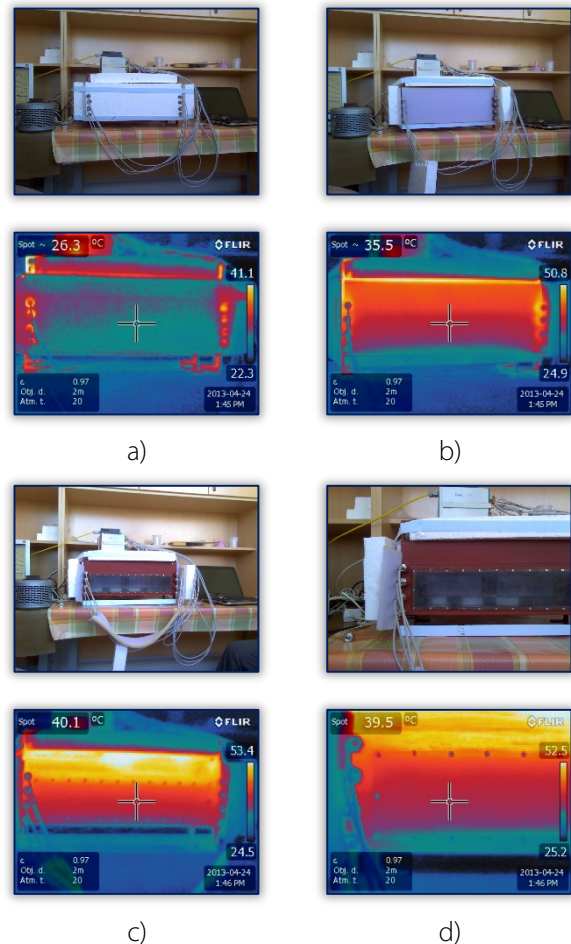 Spot ~ 26.3 °C FLIR
41.1
22.3
ε 0.97
Obj. d. 2m
Atm. t. 20
2013-04-24
1:45 PM
a)
Spot ~ 35.5 °C FLIR
50.8
24.9
ε 0.97
Obj. d. 2m
Atm. t. 20
2013-04-24
1:45 PM
b)
Spot 40.1 °C FLIR
53.4
24.5
ε 0.97
Obj. d. 2m
Atm. t. 20
2013-04-24
1:46 PM
c)
Spot 39.5 °C FLIR
52.5
25.2
ε 0.97
Obj. d. 2m
Atm. t. 20
2013-04-24
1:46 PM
d)